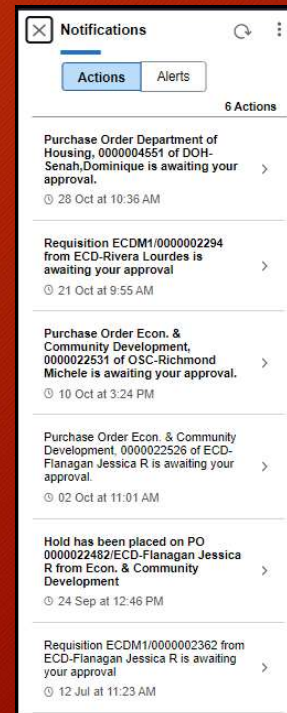 Notifications
Actions
Alerts
6 Actions
Purchase Order Department of
Housing, 0000004551 of DOH-
Senah,Dominique is awaiting your
approval.
28 Oct at 10:36 AM
Requisition ECDM1/0000002294
from ECD-Rivera Lourdes is
awaiting your approval
21 Oct at 9:55 AM
Purchase Order Econ. &
Community Development,
0000022531 of OSC-Richmond
Michele is awaiting your approval.
10 Oct at 3:24 PM
Purchase Order Econ. & Community
Development, 0000022526 of ECD-
Flanagan Jessica R is awaiting your
approval.
02 Oct at 11:01 AM
Hold has been placed on PO
0000022482/ECD-Flanagan Jessica
R from Econ. & Community
Development
24 Sep at 12:46 PM
Requisition ECDM1/0000002362 from
ECD-Flanagan Jessica R is awaiting
your approval
12 Jul at 11:23 AM